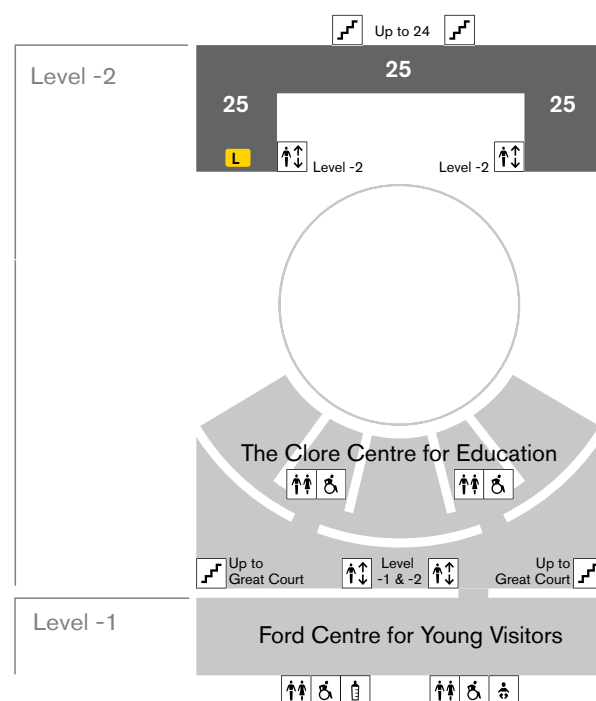 Up to 24
Level -2
25
25
25
L
Level -2
Level -2
The Clore Centre for Education
Up to
Great Court
Level
-1 & -2
Up to
Great Court
Level -1
Ford Centre for Young Visitors